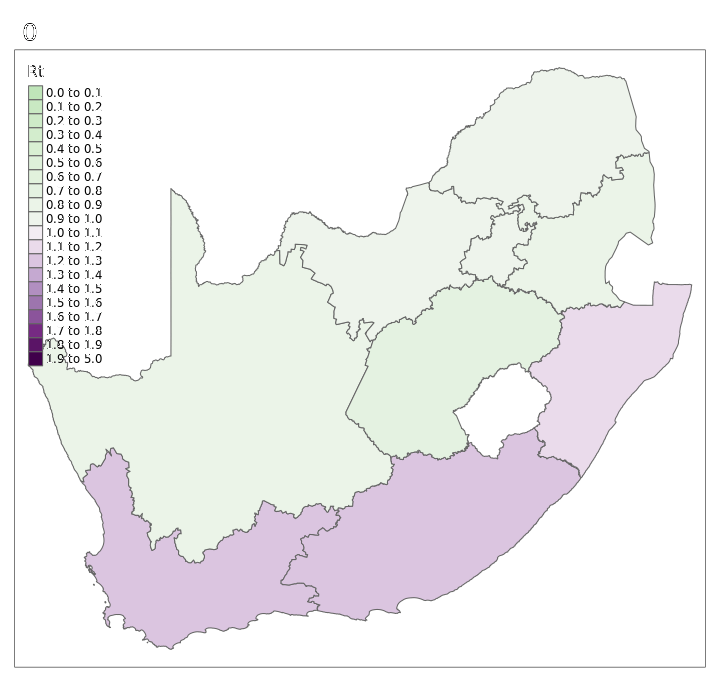 0
Rt
0.0 to 0.1
0.1 to 0.2
0.2 to 0.3
0.3 to 0.4
0.4 to 0.5
0.5 to 0.6
0.6 to 0.7
0.7 to 0.8
0.8 to 0.9
0.9 to 1.0
1.0 to 1.1
1.1 to 1.2
1.2 to 1.3
1.3 to 1.4
1.4 to 1.5
1.5 to 1.6
1.6 to 1.7
1.7 to 1.8
1.8 to 1.9
1.9 to 5.0